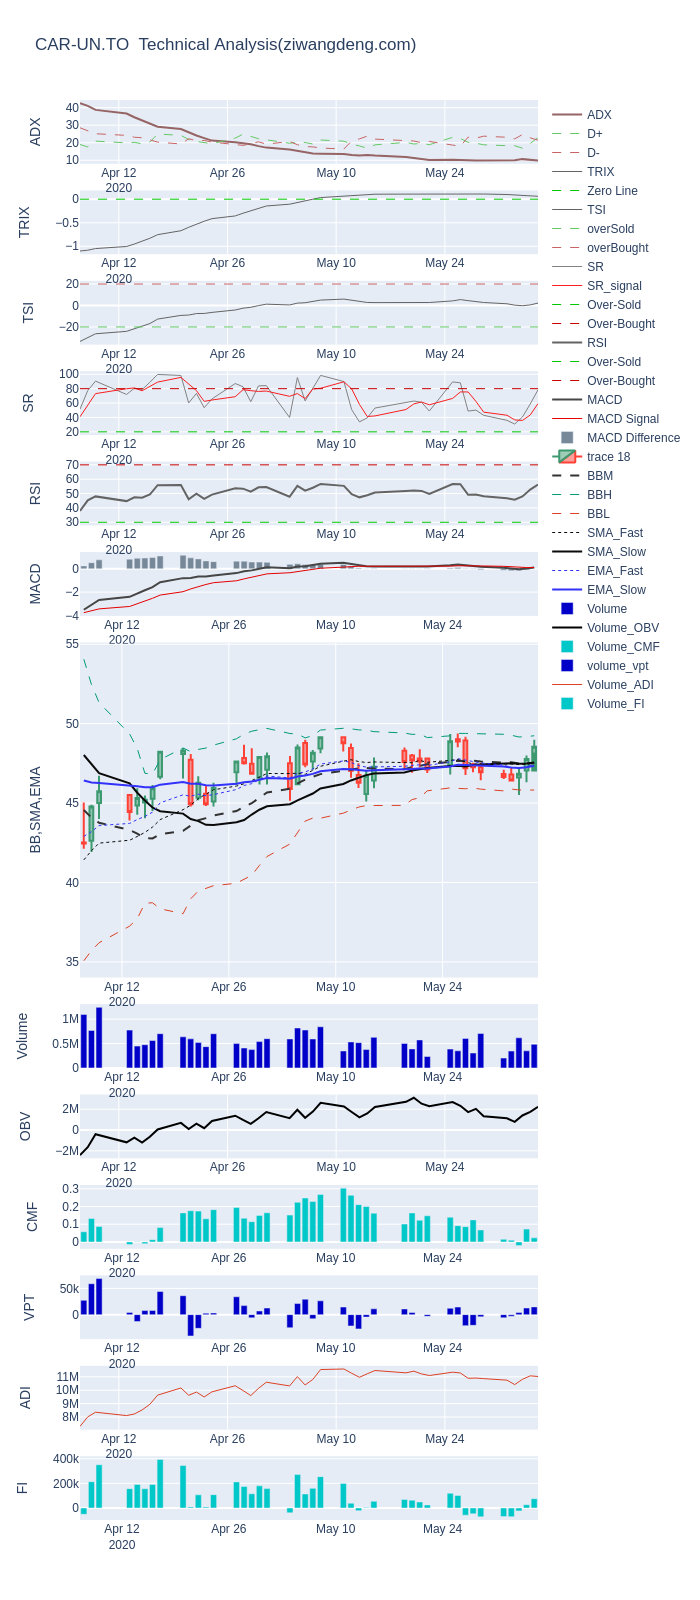 CAR-UN.TO  Technical Analysis(ziwangdeng.com)
ADX
40
30
20
10
Apr 12
2020
Apr 26
May 10
May 24
TRIX
0
−0.5
−1
Apr 12
2020
Apr 26
May 10
May 24
TSI
20
0
−20
Apr 12
2020
Apr 26
May 10
May 24
SR
100
80
60
40
20
Apr 12
2020
Apr 26
May 10
May 24
RSI
70
60
50
40
30
Apr 12
2020
Apr 26
May 10
May 24
MACD
0
−2
−4
Apr 12
2020
Apr 26
May 10
May 24
BB,SMA,EMA
55
50
45
40
35
Apr 12
2020
Apr 26
May 10
May 24
Volume
1M
0.5M
0
Apr 12
2020
Apr 26
May 10
May 24
OBV
2M
0
−2M
Apr 12
2020
Apr 26
May 10
May 24
CMF
0.3
0.2
0.1
0
Apr 12
2020
Apr 26
May 10
May 24
VPT
50k
0
Apr 12
2020
Apr 26
May 10
May 24
ADI
11M
10M
9M
8M
Apr 12
2020
Apr 26
May 10
May 24
FI
400k
200k
0
Apr 12
2020
Apr 26
May 10
May 24
ADX
D+
D-
TRIX
Zero Line
TSI
overSold
overBought
SR
SR_signal
Over-Sold
Over-Bought
RSI
Over-Sold
Over-Bought
MACD
MACD Signal
MACD Difference
trace 18
BBM
BBH
BBL
SMA_Fast
SMA_Slow
EMA_Fast
EMA_Slow
Volume
Volume_OBV
Volume_CMF
volume_vpt
Volume_ADI
Volume_FI